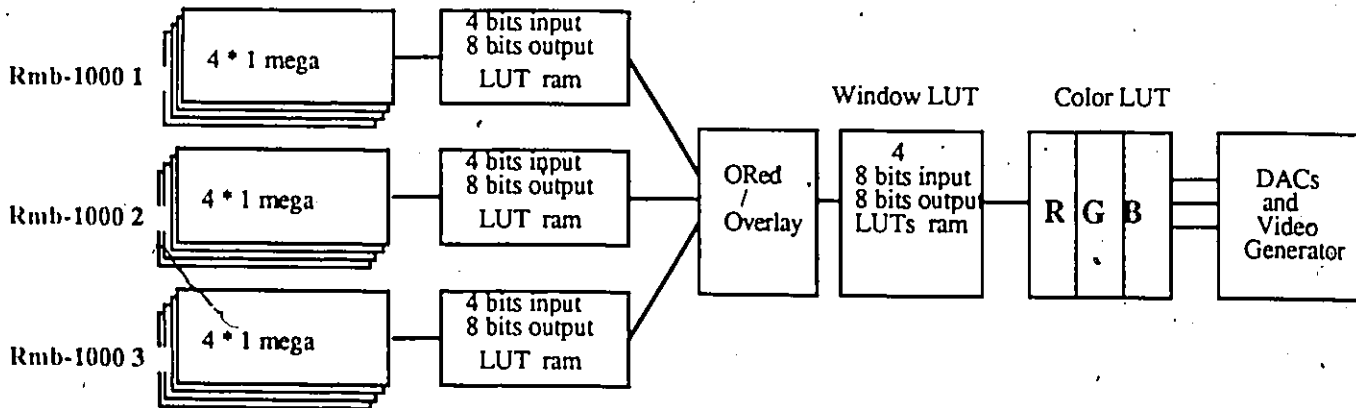 Rmb-1000 1
4 * 1 mega
4 bits input
8 bits output
LUT ram
Rmb-1000 2
4 * 1 mega
4 bits input
8 bits output
LUT ram
Rmb-1000 3
4 * 1 mega
4 bits input
8 bits output
LUT ram
ORed
/
Overlay
Window LUT
4
8 bits input
8 bits output
LUTs ram
Color LUT
R G B
DACs
and
Video
Generator